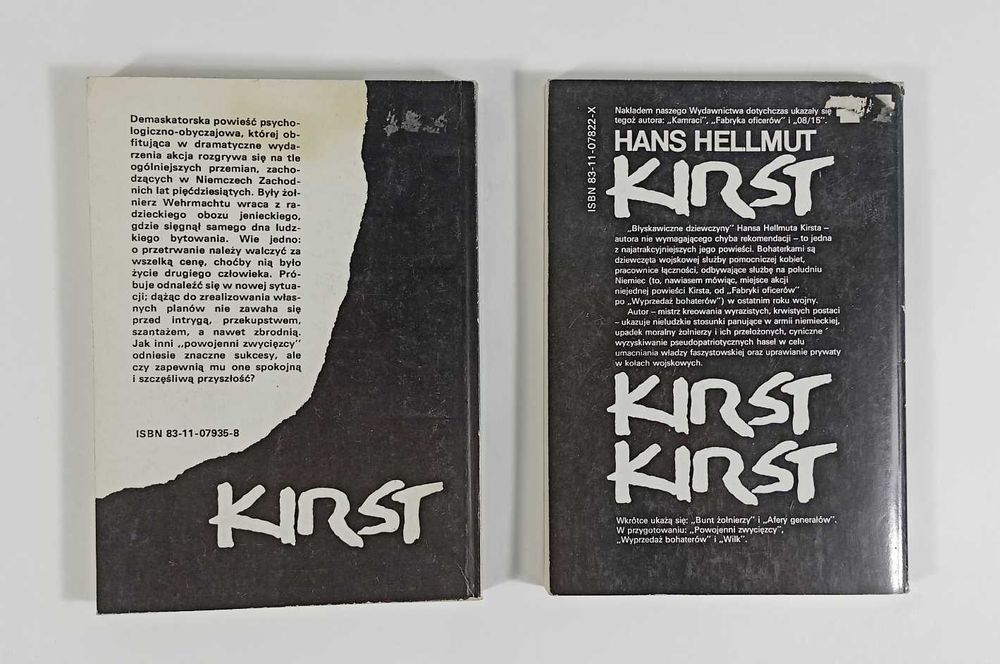 Demaskatorska powieść psycho-
logiczno-obyczajowa, której ob-
fitująca w dramatyczne wyda-
rzenia akcja rozgrywa się na tle
ogólniejszych przemian, zacho-
dzących w Niemczech Zachod-
nich lat pięćdziesiątych. Były żoł-
nierz Wehrmachtu wraca z ra-
dzieckiego obozu jenieckiego,
gdzie sięgnął samego dna ludz-
kiego bytowania. Wie jedno:
o przetrwanie należy walczyć za
wszelką cenę, choćby nią było
życie drugiego człowieka. Pró-
buje odnaleźć się w nowej sytua-
cji; dążąc do zrealizowania włas-
nych planów nie zawaha się
przed intrygą, przekupstwem,
szantażem, a nawet zbrodnią.
Jak inni „powojenni zwycięzcy”
odniesie znaczne sukcesy, ale
czy zapewnią mu one spokojną
i szczęśliwą przyszłość?
ISBN 83-11-07935-8
KIRST
ISBN 83-11-07822-X
Nakładem naszego Wydawnictwa dotychczas ukazały się
tegoż autora: „Kamraci”, „Fabryka oficerów” i „08/15”.
HANS HELLMUT
KIRST
„Błyskawiczne dziewczyny” Hansa Hellmuta Kirsta –
autora nie wymagającego chyba rekomendacji – to jedna
z najatrakcyjniejszych jego powieści. Bohaterkami są
dziewczęta wojskowej służby pomocniczej kobiet,
pracownice łączności, odbywające służbę na południu
Niemiec (to, nawiasem mówiąc, miejsce akcji
niejednej powieści Kirsta, od „Fabryki oficerów”
po „Wyprzedaż bohaterów”) w ostatnim roku wojny.
Autor – mistrz kreowania wyrazistych, krwistych postaci
– ukazuje nieludzkie stosunki panujące w armii niemieckiej,
upadek moralny żołnierzy i ich przełożonych, cyniczne
wyzyskiwanie pseudopatriotycznych haseł w celu
umacniania władzy faszystowskiej oraz uprawianie prywaty
w kołach wojskowych.
KIRST
KIRST
Wkrótce ukażą się: „Bunt żołnierzy” i „Afery generałów”.
W przygotowaniu: „Powojenni zwycięzcy”,
„Wyprzedaż bohaterów” i „Wilk”.